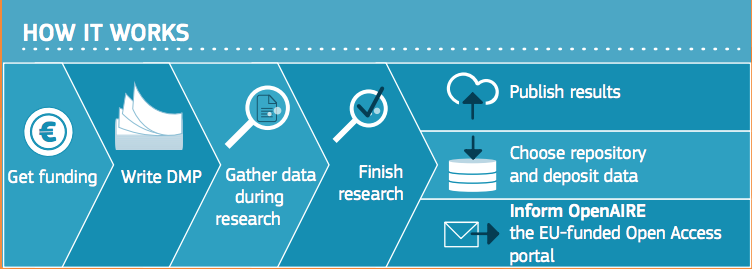 HOW IT WORKS
€
Get funding
Write DMP
Gather data
during
research
Finish
research
Publish results
Choose repository
and deposit data
Inform OpenAIRE
the EU-funded Open Access
portal